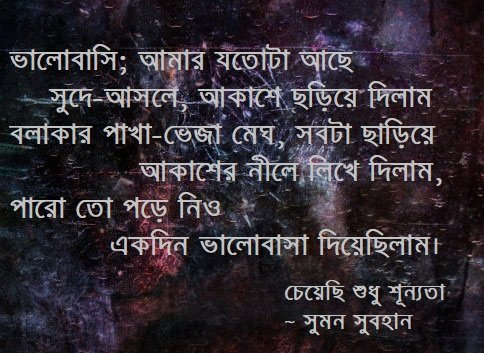 ভালোবাসি; আমার যতোটা আছে
সুদে-আসলে, আকাশে ছড়িয়ে দিলাম
বলাকার পাখা-ভেজা মেঘ, সবটা ছাড়িয়ে
আকাশের নীলে লিখে দিলাম,
পারো তো পড়ে নিও
একদিন ভালোবাসা দিয়েছিলাম।
চেয়েছি শুধু শূন্যতা
~ সুমন সুবহান